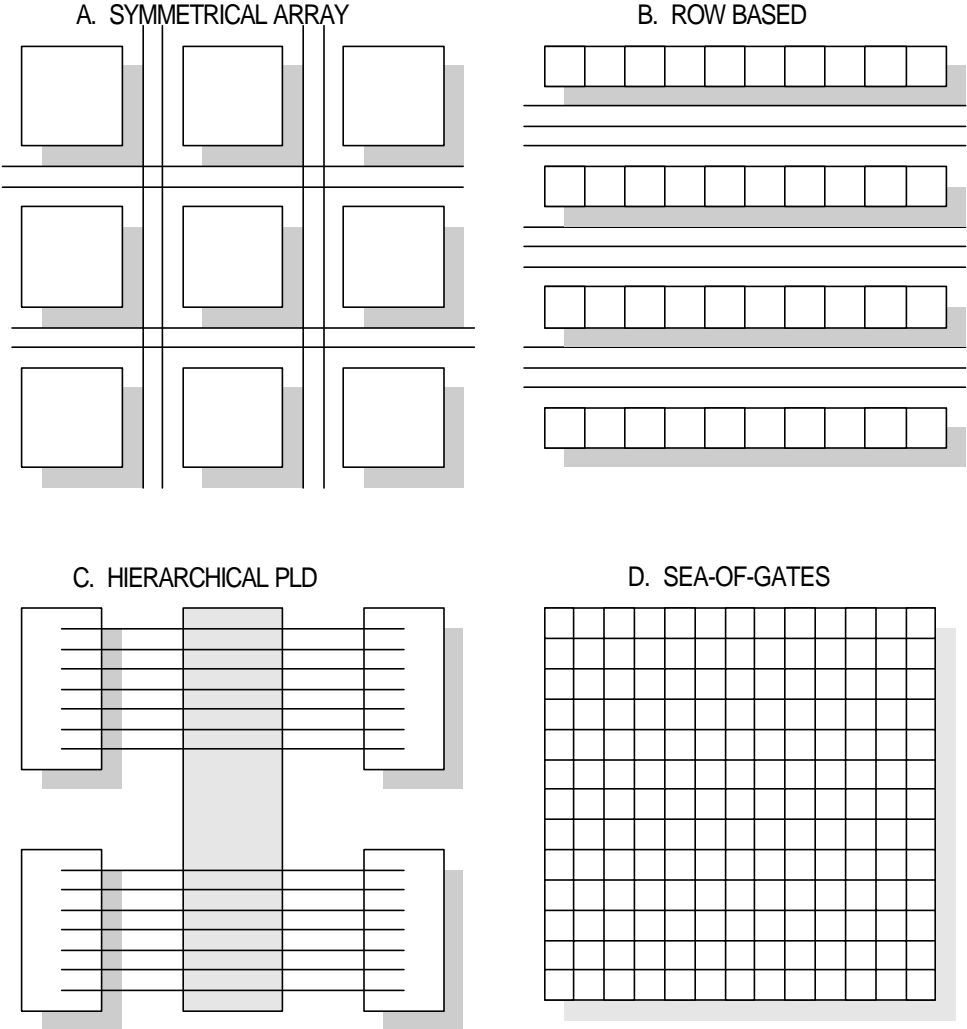 A. SYMMETRICAL ARRAY
B. ROW BASED
C. HIERARCHICAL PLD
D. SEA-OF-GATES